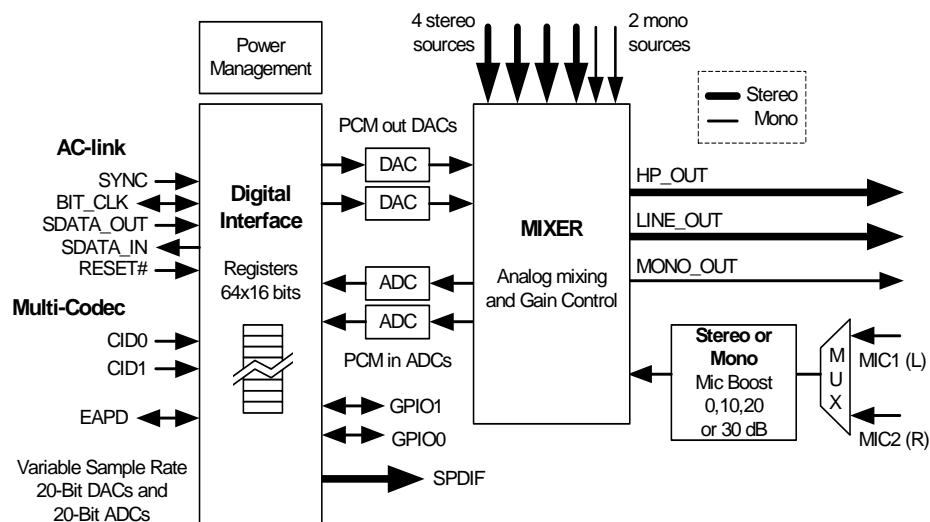 4 stereo
sources
2 mono
sources
Power
Management
Stereo
Mono
PCM out DACs
AC-link
SYNC
BIT_CLK
SDATA_OUT
SDATA_IN
RESET#
Multi-Codec
CID0
CID1
EAPD
Variable Sample Rate
20-Bit DACs and
20-Bit ADCs
Digital
Interface
Registers
64x16 bits
DAC
DAC
ADC
ADC
PCM in ADCs
GPIO1
GPIO0
SPDIF
MIXER
Analog mixing
and Gain Control
HP_OUT
LINE_OUT
MONO_OUT
Stereo or
Mono
Mic Boost
0,10,20
or 30 dB
MUX
MIC1 (L)
MIC2 (R)